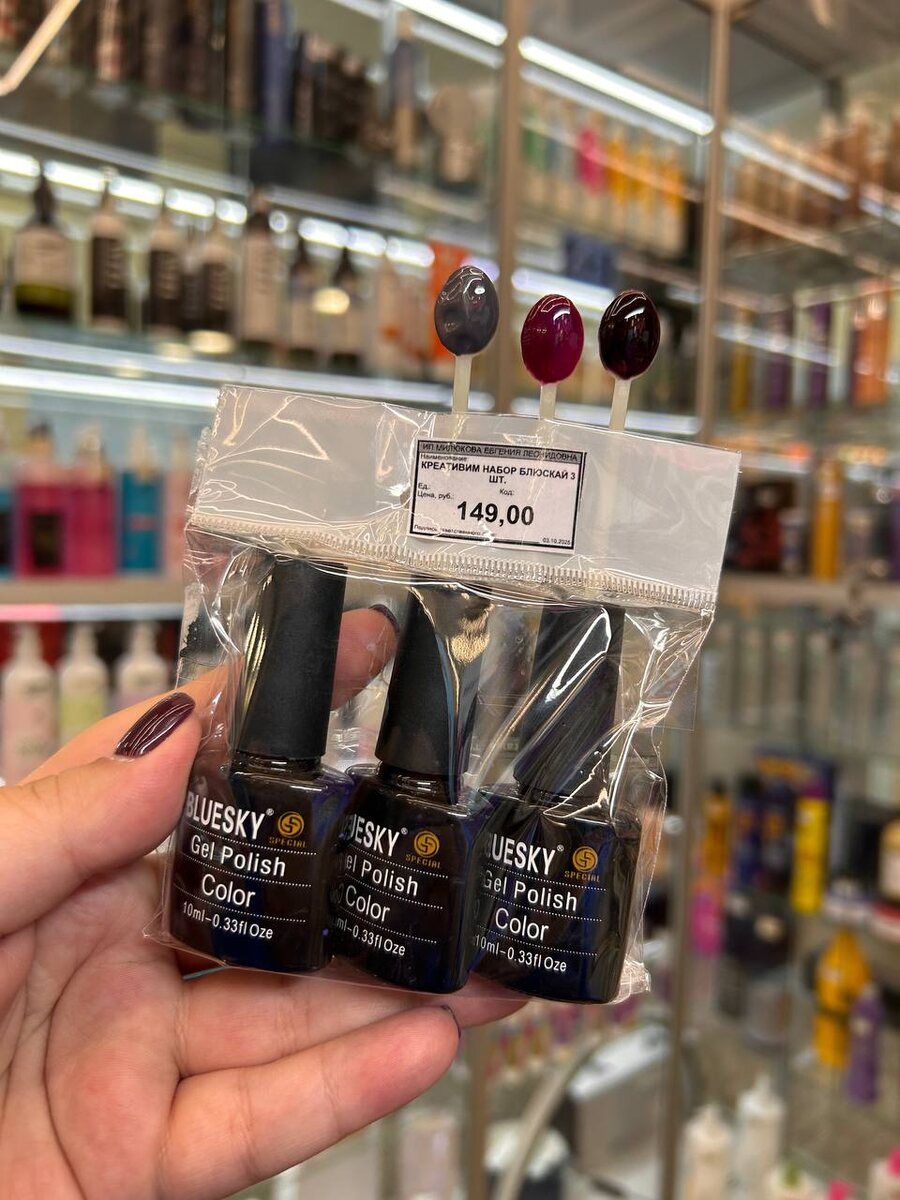 ИП МИЛЮКОВА ЕВГЕНИЯ ЛЕОНИДОВНА
Наименование:
КРЕАТИВИМ НАБОР БЛЮСКАЙ 3
ШТ.
Ед.: Код:
Цена, руб.:
149,00
03.10.2025
BLUESKY®
SPECIAL
Gel Polish
Color
10ml-0.33fl Oze
UESKY®
SPECIAL
el Polish
Color
ml-0.33fl Oze
UESKY®
SPECIAL
Gel Polish
Color
10ml-0.33fl Oze